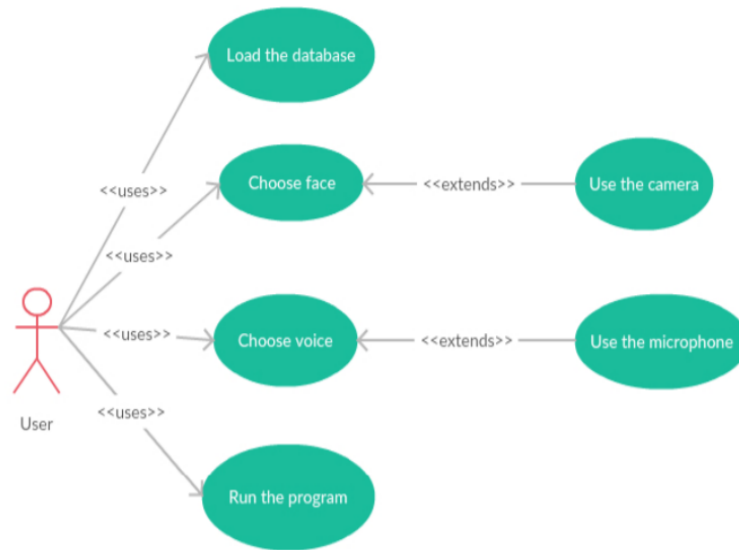 Load the database
<<uses>>
Choose face
<<extends>>
Use the camera
<<uses>>
<<uses>>
Choose voice
<<extends>>
Use the microphone
<<uses>>
User
Run the program